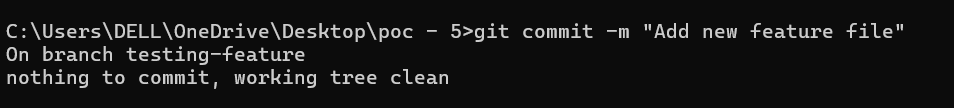 C:\Users\DELL\OneDrive\Desktop\poc - 5>git commit -m "Add new feature file"
On branch testing-feature
nothing to commit, working tree clean